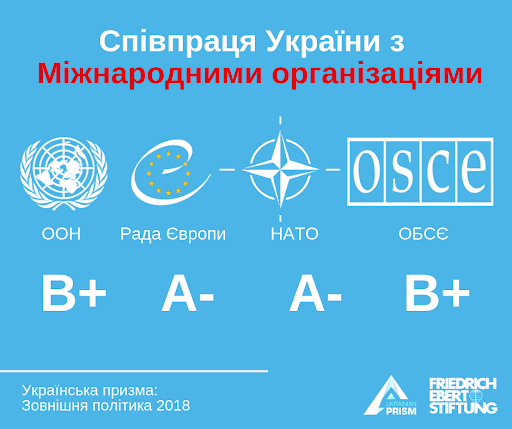 Співпраця України з
Міжнародними організаціями
osce
ООН Рада Європи НАТО ОБСЄ
B+ A- A- B+
Українська призма:
Зовнішня політика 2018
UKRAINIAN
PRISM
FRIEDRICH
EBERT
STIFTUNG